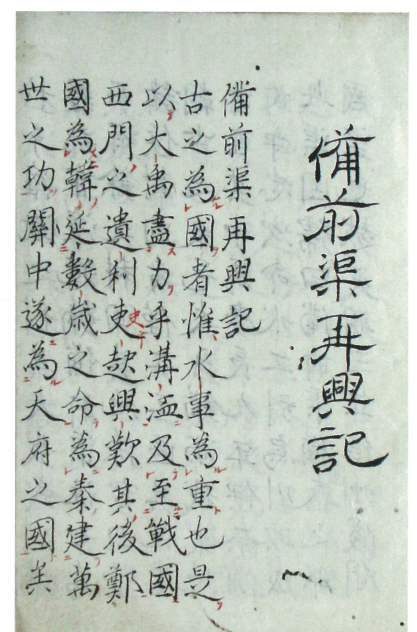 備前渠再興記
備前渠再興記
古之為國者惟水事為重也是
以大禹盡力乎溝洫及至戰國
西門之遺利吏起興歎其後鄭
史
國為韓延數歳之命為秦建萬
世之功關中遂為天府之國矣